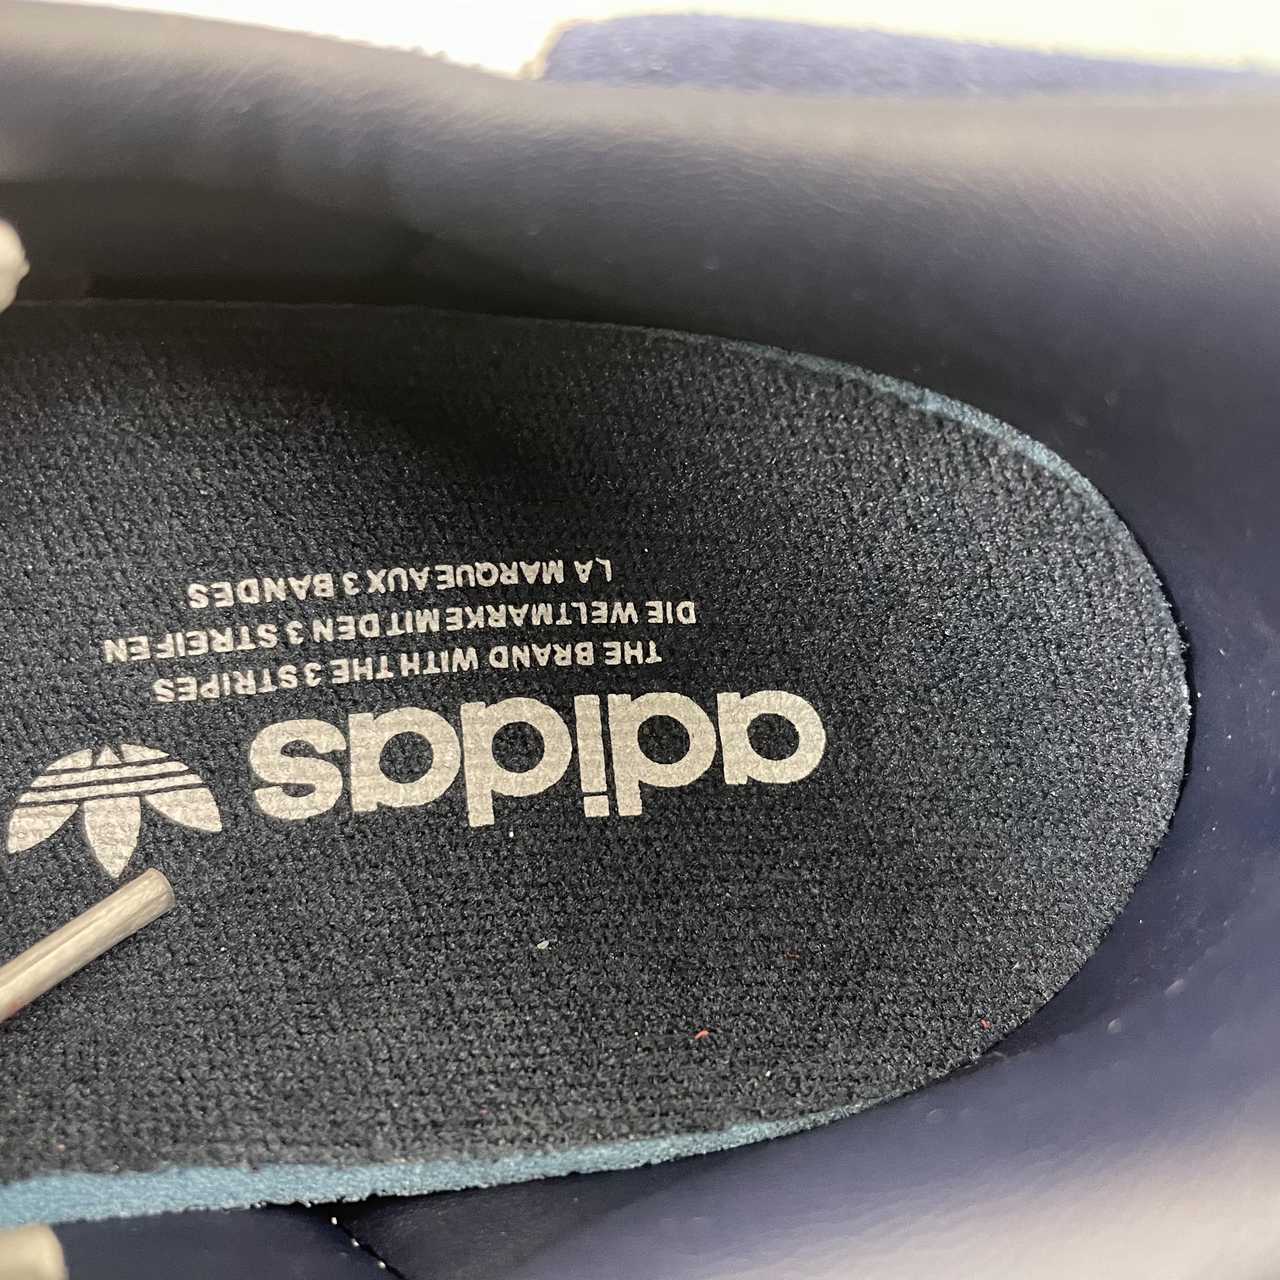 adidas
THE BRAND WITH THE 3 STRIPES
DIE WELTMARKE MIT DEN 3 STREIFEN
LA MARQUE AUX 3 BANDES